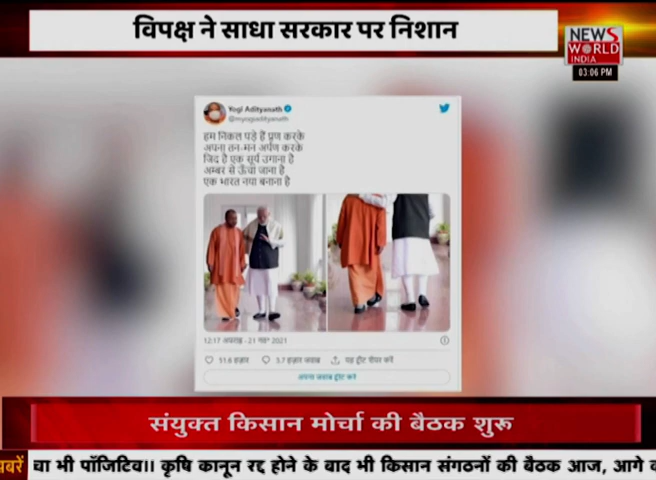 विपक्ष ने साधा सरकार पर निशान
NEWS
WORLD
INDIA
03:06 PM
Yogi Adityanath
@myogiadityanath
हम निकल पड़े हैं प्रण करके
अपना तन-मन अर्पण करके
जिद है एक सूर्य उगाना है
अम्बर से ऊँचा जाना है
एक भारत नया बनाना है
12:17 अपराह्न · 21 नव॰ 2021
51.6 हज़ार 5.7 हज़ार जवाब यह ट्वीट शेयर करें
अपना जवाब ट्वीट करें
संयुक्त किसान मोर्चा की बैठक शुरू
खबरें चा भी पॉजिटिव।। कृषि कानून रद्द होने के बाद भी किसान संगठनों की बैठक आज, आगे क